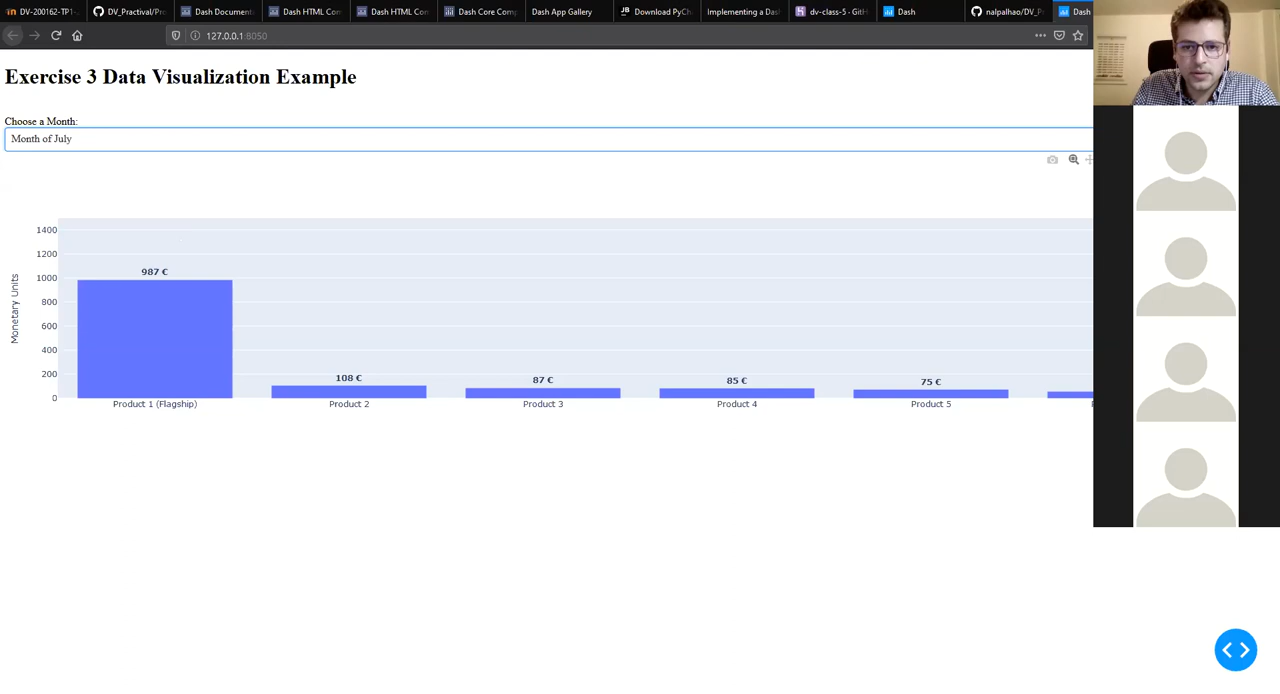 DV-200162-TP1-
DV_Practival/Pro
Dash Documenta
Dash HTML Con
Dash HTML Con
Dash Core Comp
Dash App Gallery
JB Download PyCh
Implementing a Das
dv-class-5 · GitH
Dash
nalpalhao/DV_P
Dash
127.0.0.1:8050
Exercise 3 Data Visualization Example
Choose a Month:
Month of July
Monetary Units
1400
1200
1000
800
600
400
200
0
987 €
108 €
87 €
85 €
75 €
Product 1 (Flagship)
Product 2
Product 3
Product 4
Product 5